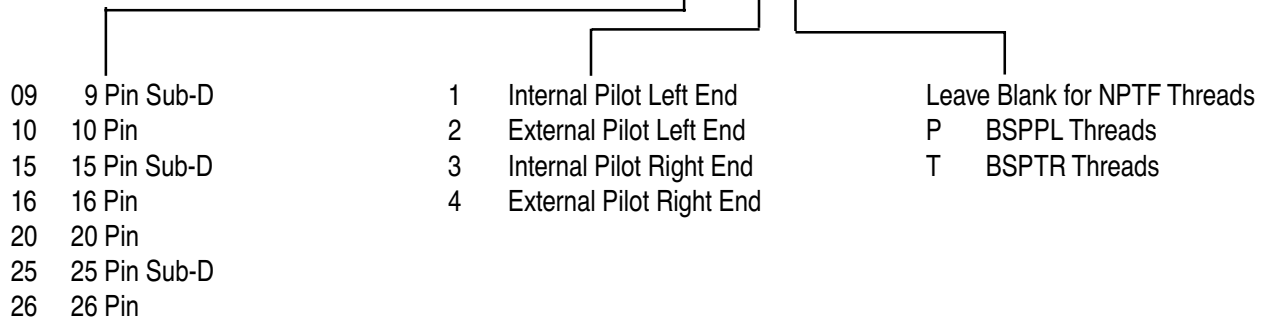 09 9 Pin Sub-D
10 10 Pin
15 15 Pin Sub-D
16 16 Pin
20 20 Pin
25 25 Pin Sub-D
26 26 Pin
1 Internal Pilot Left End
2 External Pilot Left End
3 Internal Pilot Right End
4 External Pilot Right End
Leave Blank for NPTF Threads
P BSPPL Threads
T BSPTR Threads